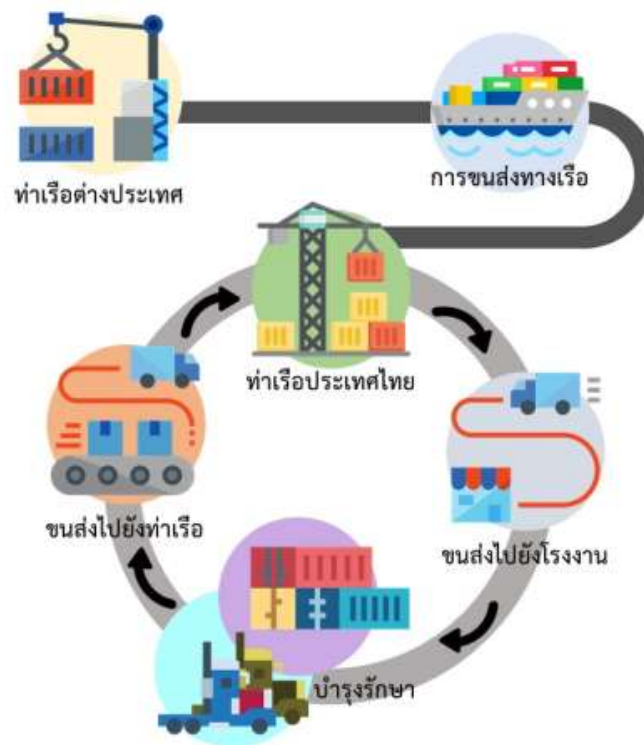 ท่าเรือต่างประเทศ
การขนส่งทางเรือ
ท่าเรือประเทศไทย
ขนส่งไปยังท่าเรือ
ขนส่งไปยังโรงงาน
บำรุงรักษา